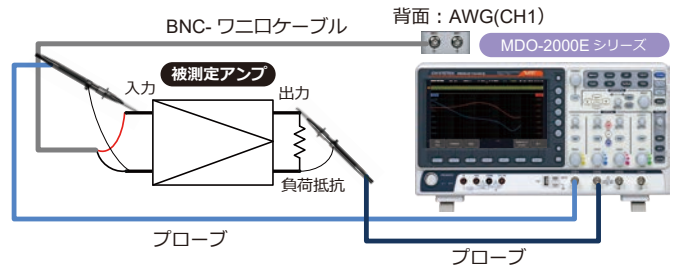 背面：AWG(CH1）
BNC- ワニ口ケーブル
MDO-2000E シリーズ
被測定アンプ
入力
出力
負荷抵抗
プローブ
プローブ